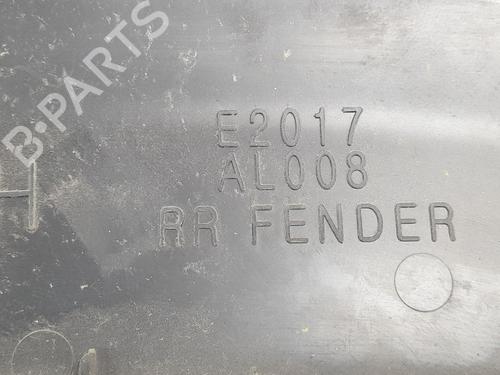 B-PARTS
E2017
AL008
RR FENDER